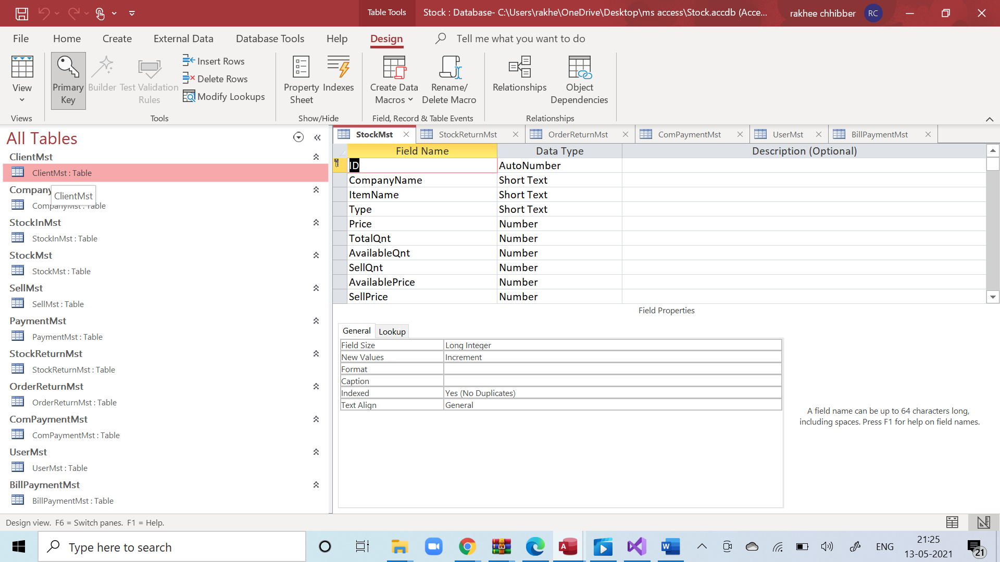 Table Tools
Stock : Database- C:\Users\rakhe\OneDrive\Desktop\ms access\Stock.accdb (Acce...
rakhee chhibber
RC
File
Home
Create
External Data
Database Tools
Help
Design
Tell me what you want to do
View
Primary
Key
Builder
Test Validation
Rules
Insert Rows
Delete Rows
Modify Lookups
Property
Sheet
Indexes
Create Data
Macros
Rename/
Delete Macro
Relationships
Object
Dependencies
Views
Tools
Show/Hide
Field, Record & Table Events
Relationships
All Tables
ClientMst
ClientMst : Table
Company
ClientMst
CompanyMst : Table
StockInMst
StockInMst : Table
StockMst
StockMst : Table
SellMst
SellMst : Table
PaymentMst
PaymentMst : Table
StockReturnMst
StockReturnMst : Table
OrderReturnMst
OrderReturnMst : Table
ComPaymentMst
ComPaymentMst : Table
UserMst
UserMst : Table
BillPaymentMst
BillPaymentMst : Table
StockMst
StockReturnMst
OrderReturnMst
ComPaymentMst
UserMst
BillPaymentMst
Field Name Data Type Description (Optional)
ID AutoNumber
CompanyName Short Text
ItemName Short Text
Type Short Text
Price Number
TotalQnt Number
AvailableQnt Number
SellQnt Number
AvailablePrice Number
SellPrice Number
Field Properties
General Lookup
Field Size Long Integer
New Values Increment
Format
Caption
Indexed Yes (No Duplicates)
Text Align General
A field name can be up to 64 characters long,
including spaces. Press F1 for help on field names.
Design view. F6 = Switch panes. F1 = Help.
Type here to search
ENG
21:25
13-05-2021
21